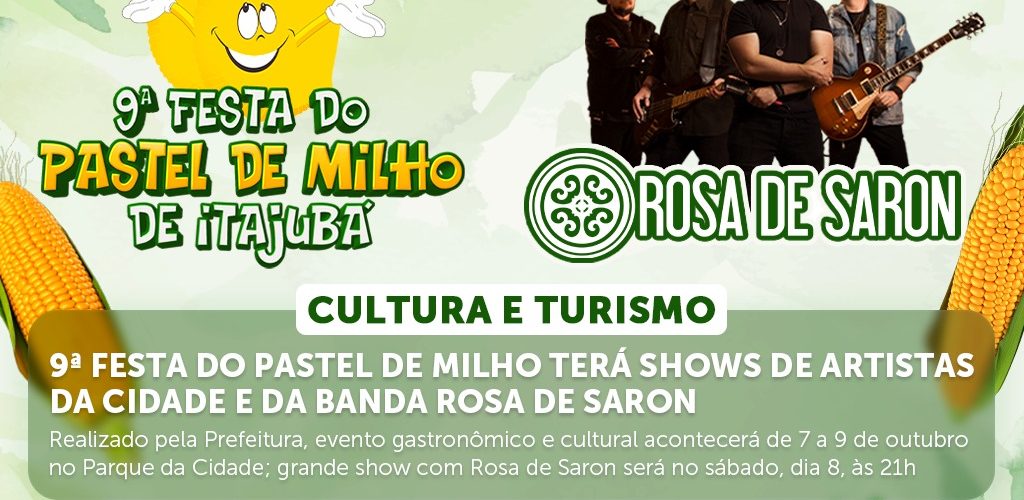 9ª FESTA DO
PASTEL DE MILHO
DE ITAJUBÁ
ROSA DE SARON
CULTURA E TURISMO
9ª FESTA DO PASTEL DE MILHO TERÁ SHOWS DE ARTISTAS
DA CIDADE E DA BANDA ROSA DE SARON
Realizado pela Prefeitura, evento gastronômico e cultural acontecerá de 7 a 9 de outubro
no Parque da Cidade; grande show com Rosa de Saron será no sábado, dia 8, às 21h